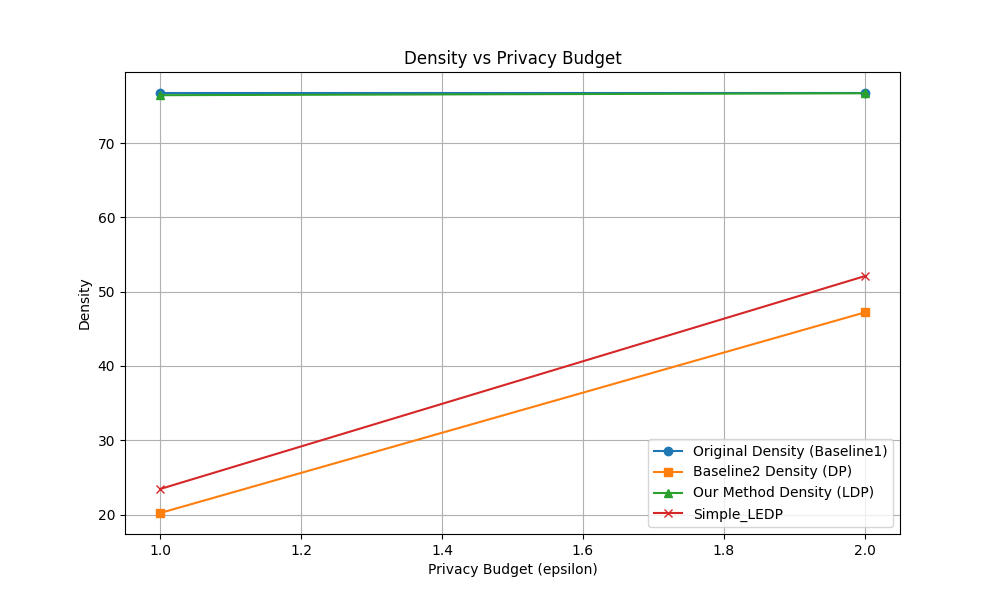 Density vs Privacy Budget
Density
70
60
50
40
30
20
1.0
1.2
1.4
1.6
1.8
2.0
Privacy Budget (epsilon)
Original Density (Baseline1)
Baseline2 Density (DP)
Our Method Density (LDP)
Simple_LEDP